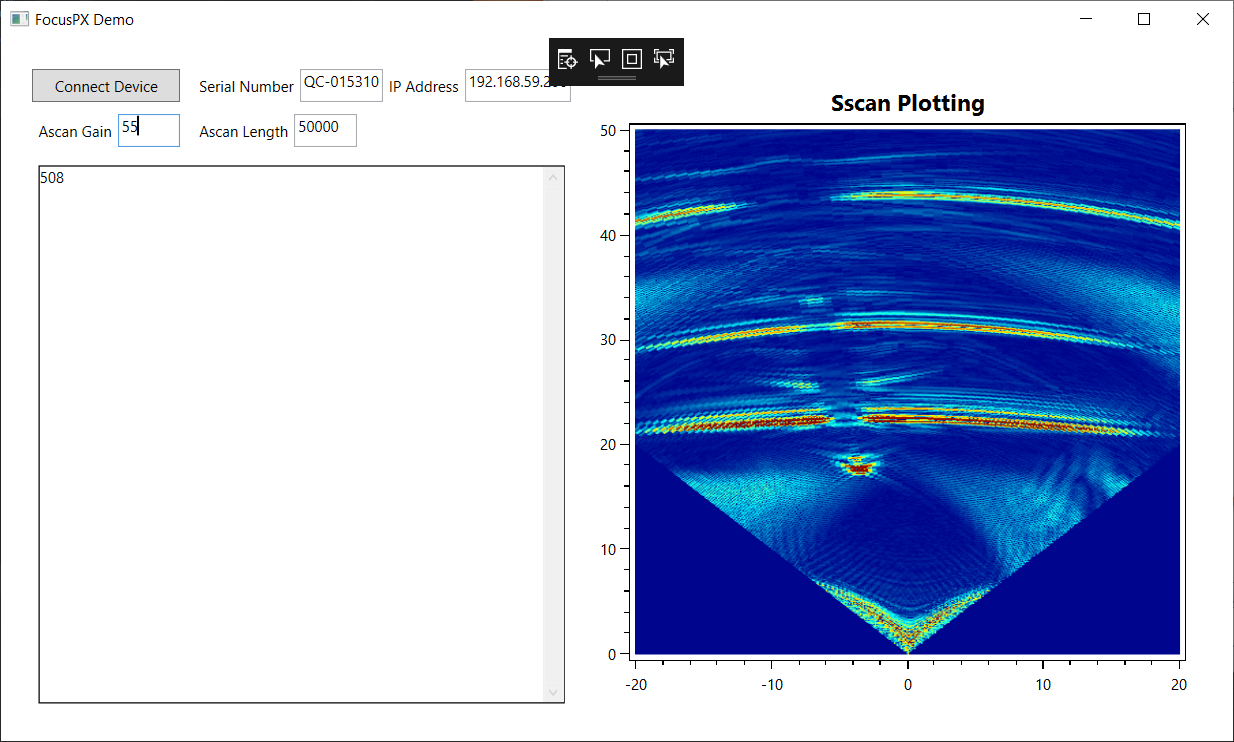 FocusPX Demo
Connect Device Serial Number QC-015310 IP Address
Ascan Gain 55 Ascan Length 50000
508
Sscan Plotting
50
40
30
20
10
0
-20 -10 0 10 20